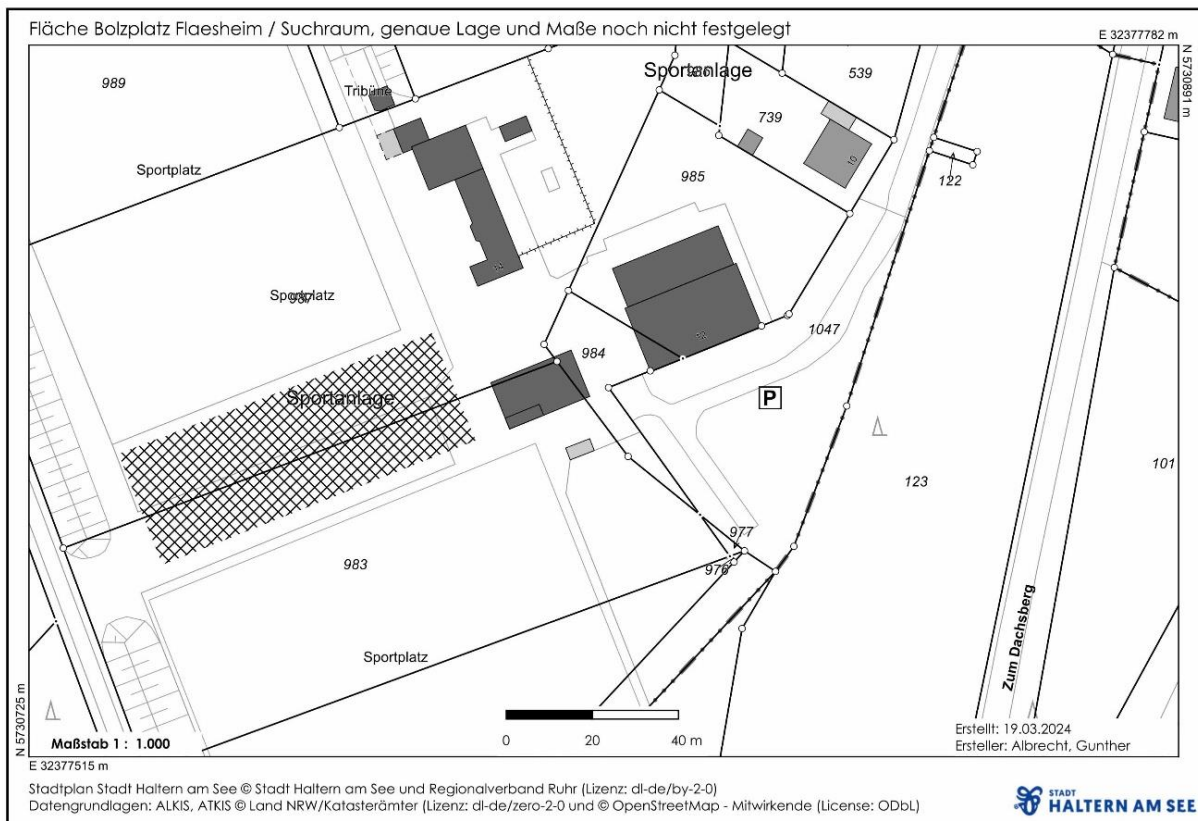 Fläche Bolzplatz Flaesheim / Suchraum, genaue Lage und Maße noch nicht festgelegt
E 32377782 m
N 5730891 m
989
Tribüne
Sportanlage
539
739
10
Sportplatz
985
122
Sportplatz
14
12
1047
984
P
Sportanlage
123
101
977
976
983
Sportplatz
Zum Dachsberg
N 5730725 m
Maßstab 1 : 1.000
0 20 40 m
Erstellt: 19.03.2024
Ersteller: Albrecht, Gunther
E 32377515 m
Stadtplan Stadt Haltern am See © Stadt Haltern am See und Regionalverband Ruhr (Lizenz: dl-de/by-2-0)
Datengrundlagen: ALKIS, ATKIS © Land NRW/Katasterämter (Lizenz: dl-de/zero-2-0 und © OpenStreetMap - Mitwirkende (License: ODbL)
STADT
HALTERN AM SEE